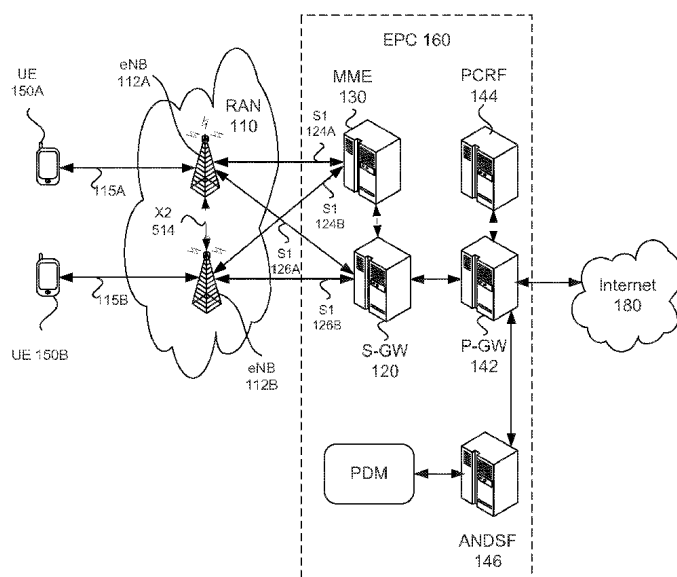 EPC 160
UE
150A
eNB
112A
RAN
110
MME
130
PCRF
144
S1
124A
115A
X2
514
S1
124B
S1
126A
115B
S1
126B
UE 150B
eNB
112B
S-GW
120
P-GW
142
Internet
180
PDM
ANDSF
146